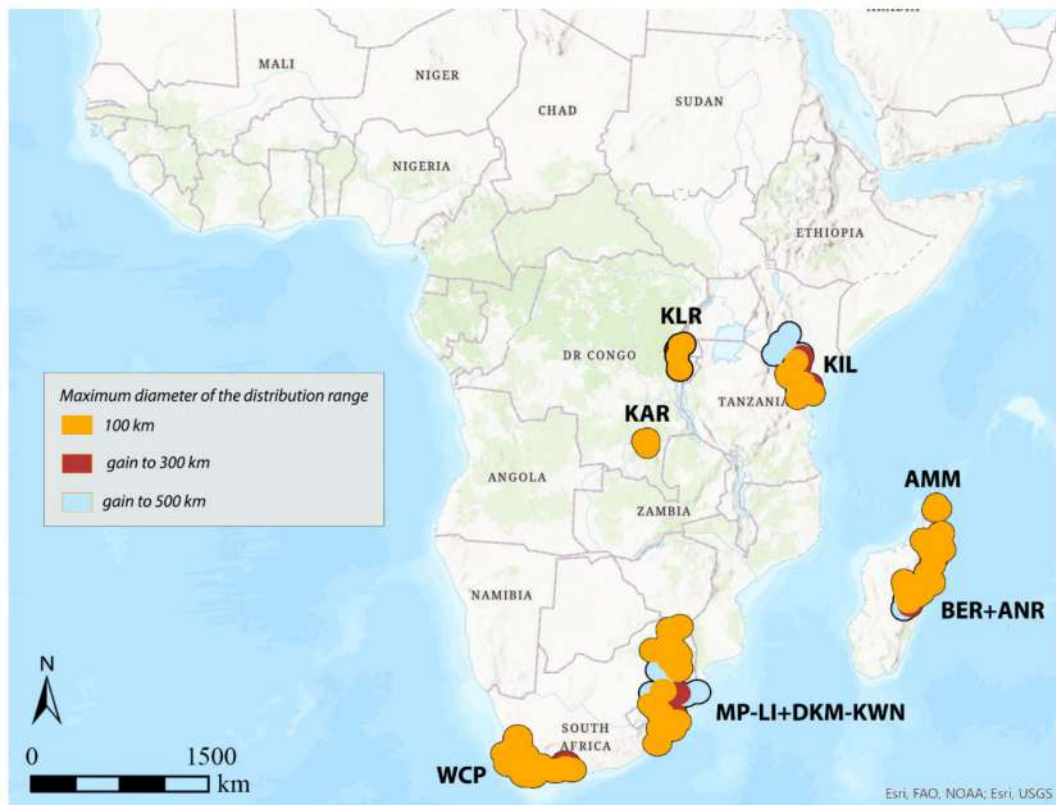 ARABIA
MALI
NIGER
CHAD
SUDAN
NIGERIA
ETHIOPIA
KLR
DR CONGO
KIL
TANZANIA
KAR
Maximum diameter of the distribution range
100 km
gain to 300 km
gain to 500 km
ANGOLA
ZAMBIA
AMM
NAMIBIA
BER+ANR
N
MP-LI+DKM-KWN
SOUTH
AFRICA
0 1500
km
WCP
Esri, FAO, NOAA; Esri, USGS